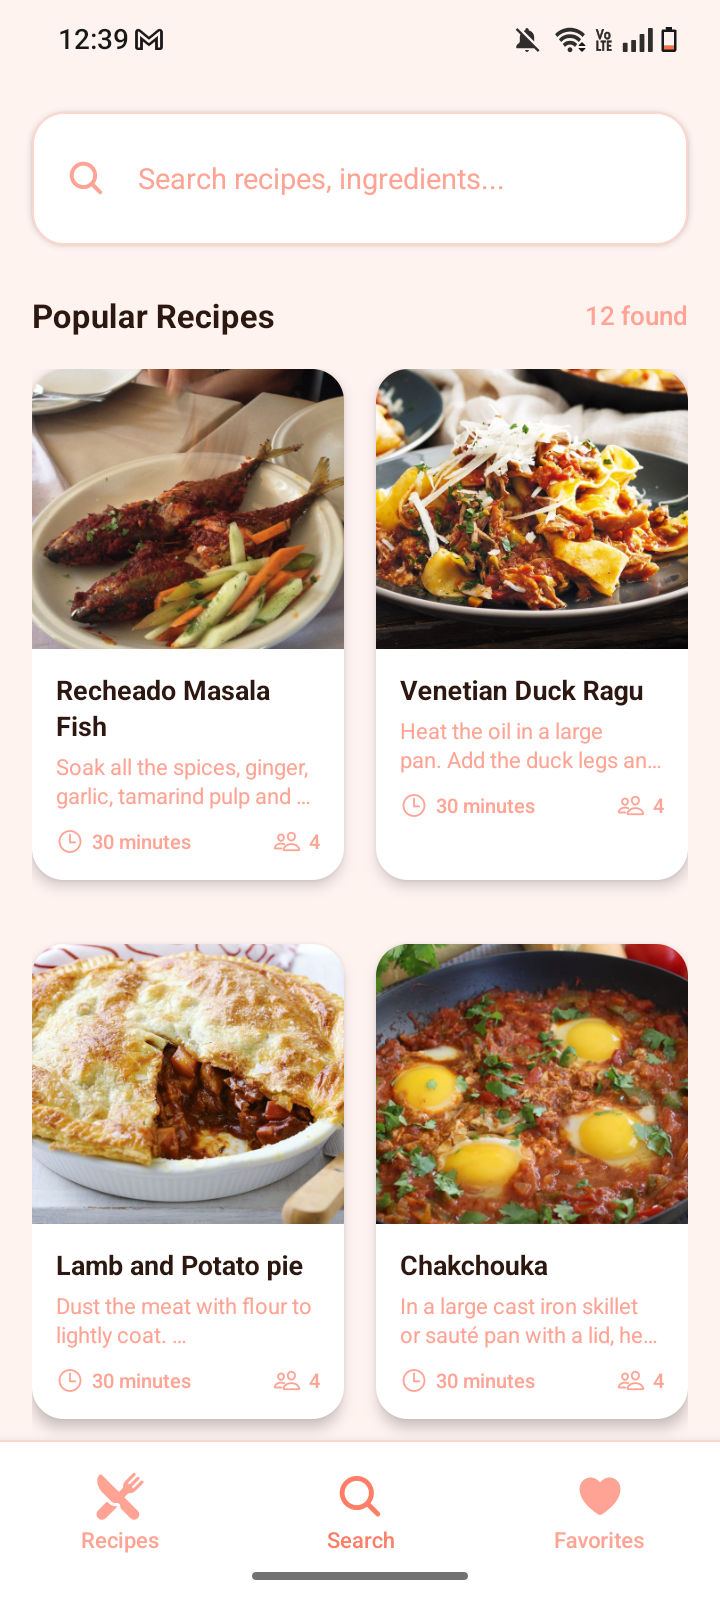 12:39
Vo
LTE
Search recipes, ingredients...
Popular Recipes
12 found
Recheado Masala
Fish
Soak all the spices, ginger,
garlic, tamarind pulp and ...
30 minutes
4
Venetian Duck Ragu
Heat the oil in a large
pan. Add the duck legs an...
30 minutes
4
Lamb and Potato pie
Dust the meat with flour to
lightly coat. ...
30 minutes
4
Chakchouka
In a large cast iron skillet
or sauté pan with a lid, he...
30 minutes
4
Recipes
Search
Favorites